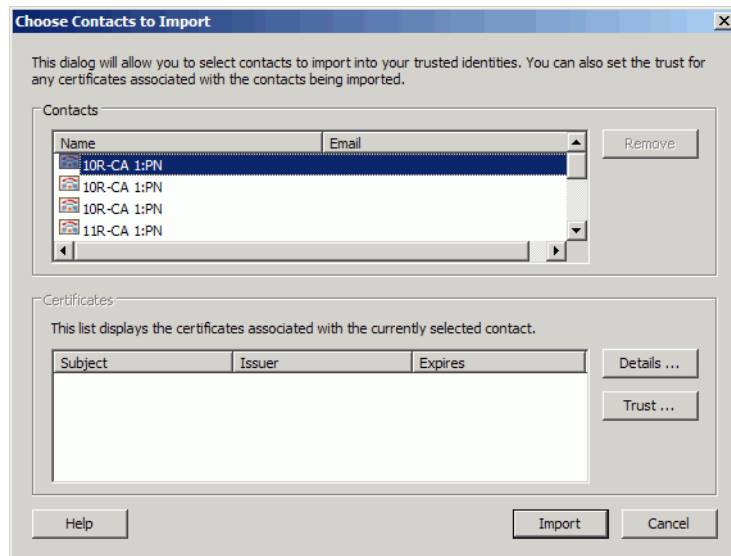 Choose Contacts to Import
This dialog will allow you to select contacts to import into your trusted identities. You can also set the trust for
any certificates associated with the contacts being imported.
Contacts
Name Email
Remove
10R-CA 1:PN
10R-CA 1:PN
10R-CA 1:PN
11R-CA 1:PN
Certificates
This list displays the certificates associated with the currently selected contact.
Subject Issuer Expires
Details ...
Trust ...
Help Import Cancel